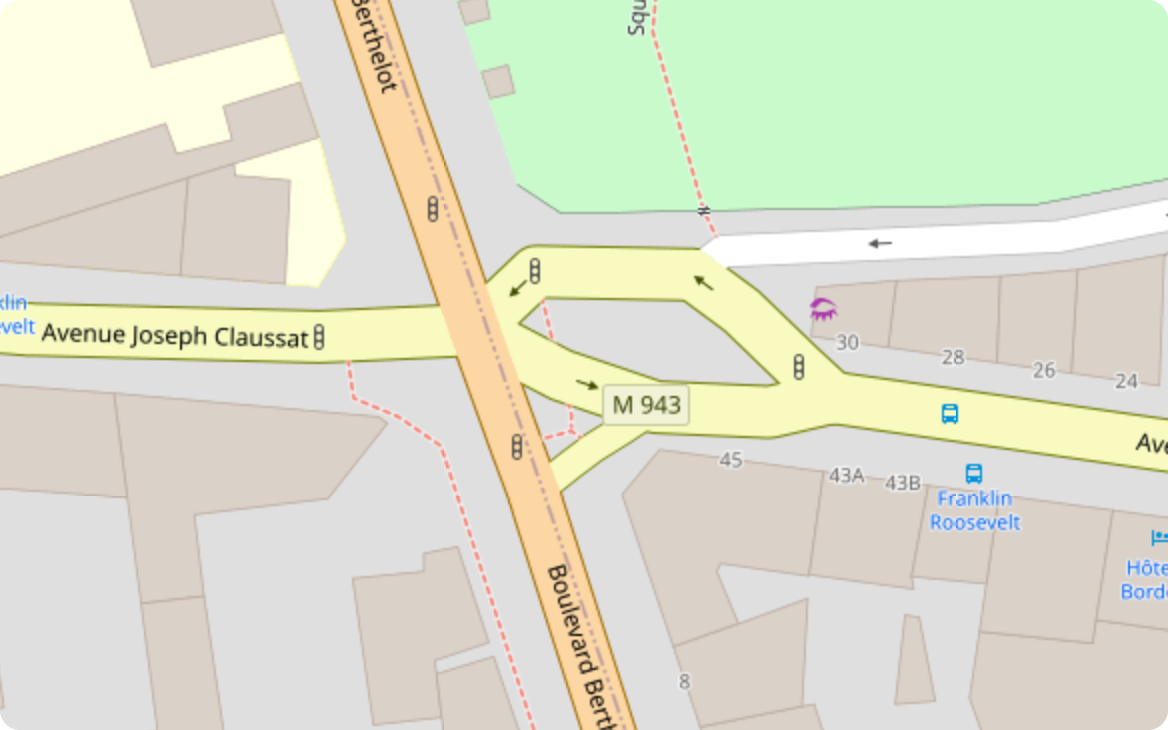 Berthelot
Squ
klin
evelt
Avenue Joseph Claussat
M 943
30
28
26
24
Ave
45
43A
43B
Franklin
Roosevelt
Hôte
Borde
Boulevard Berth
8